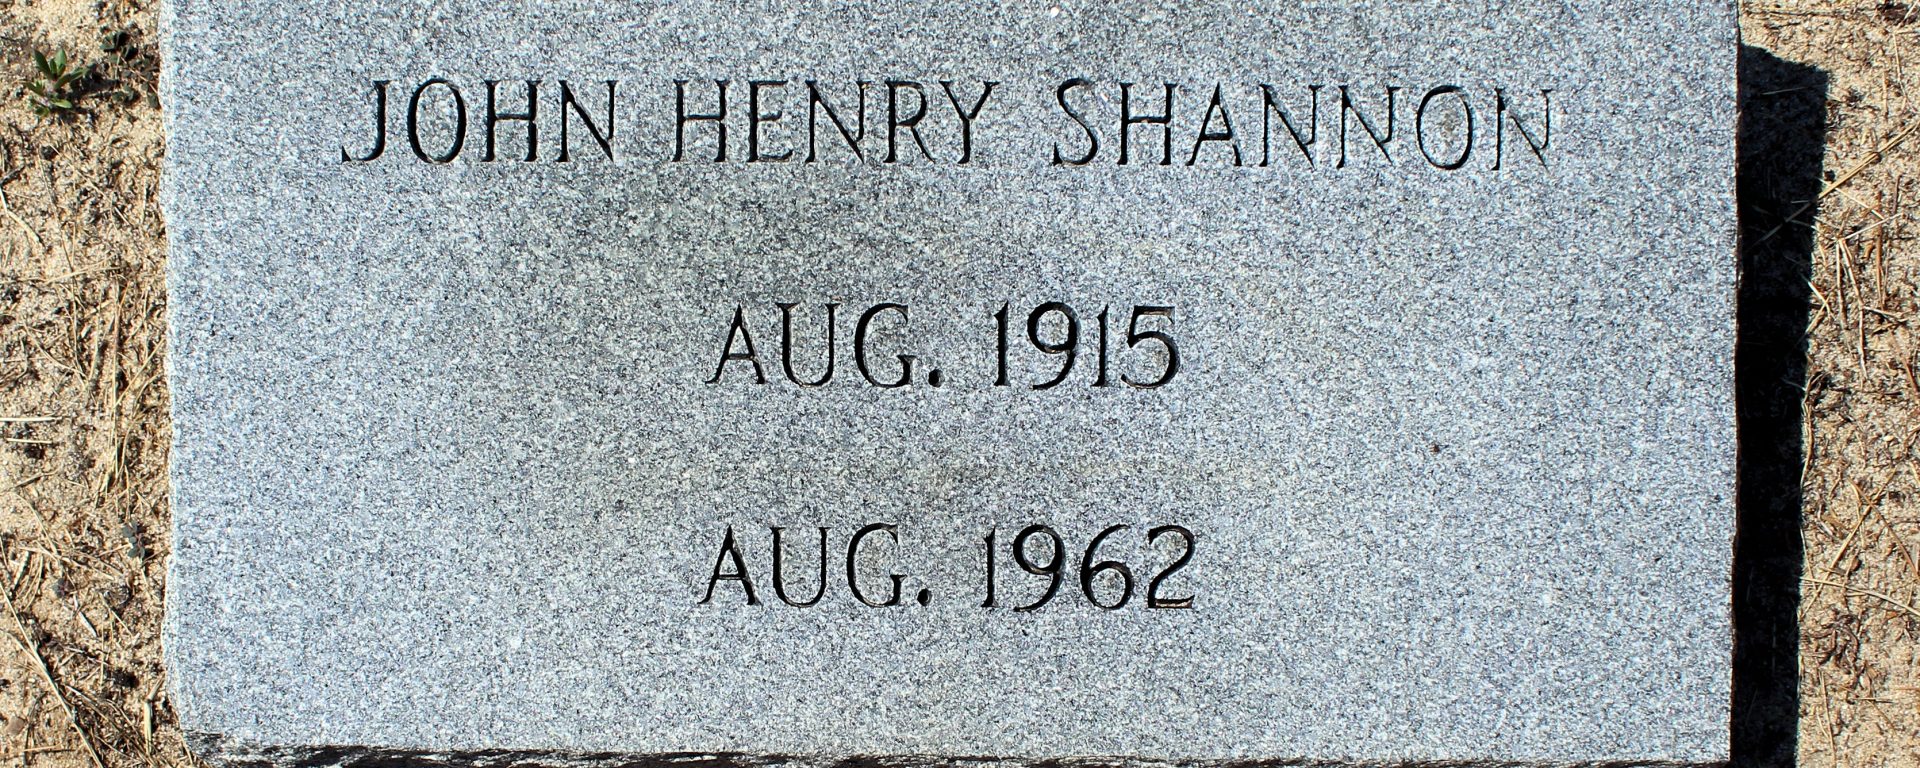 JOHN HENRY SHANNON
AUG. 1915
AUG. 1962